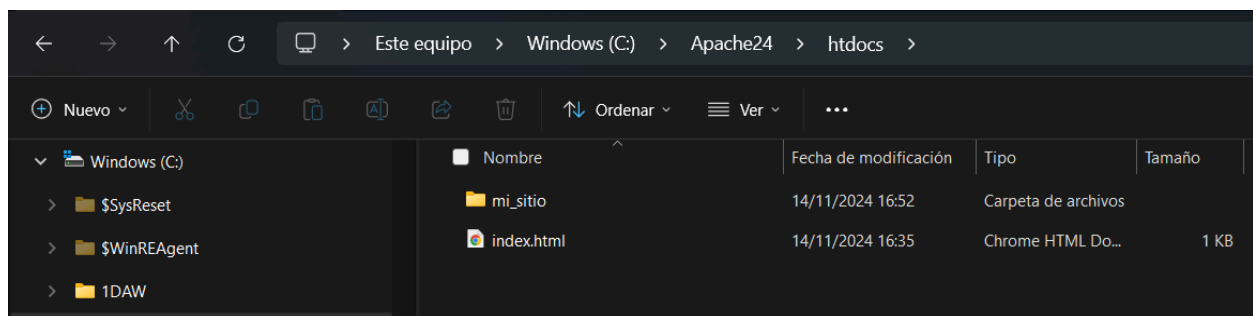 Este equipo > Windows (C:) > Apache24 > htdocs >
Nuevo Ordenar Ver ...
Windows (C:) Nombre Fecha de modificación Tipo Tamaño
$SysReset mi_sitio 14/11/2024 16:52 Carpeta de archivos
$WinREAgent index.html 14/11/2024 16:35 Chrome HTML Do... 1 KB
1DAW